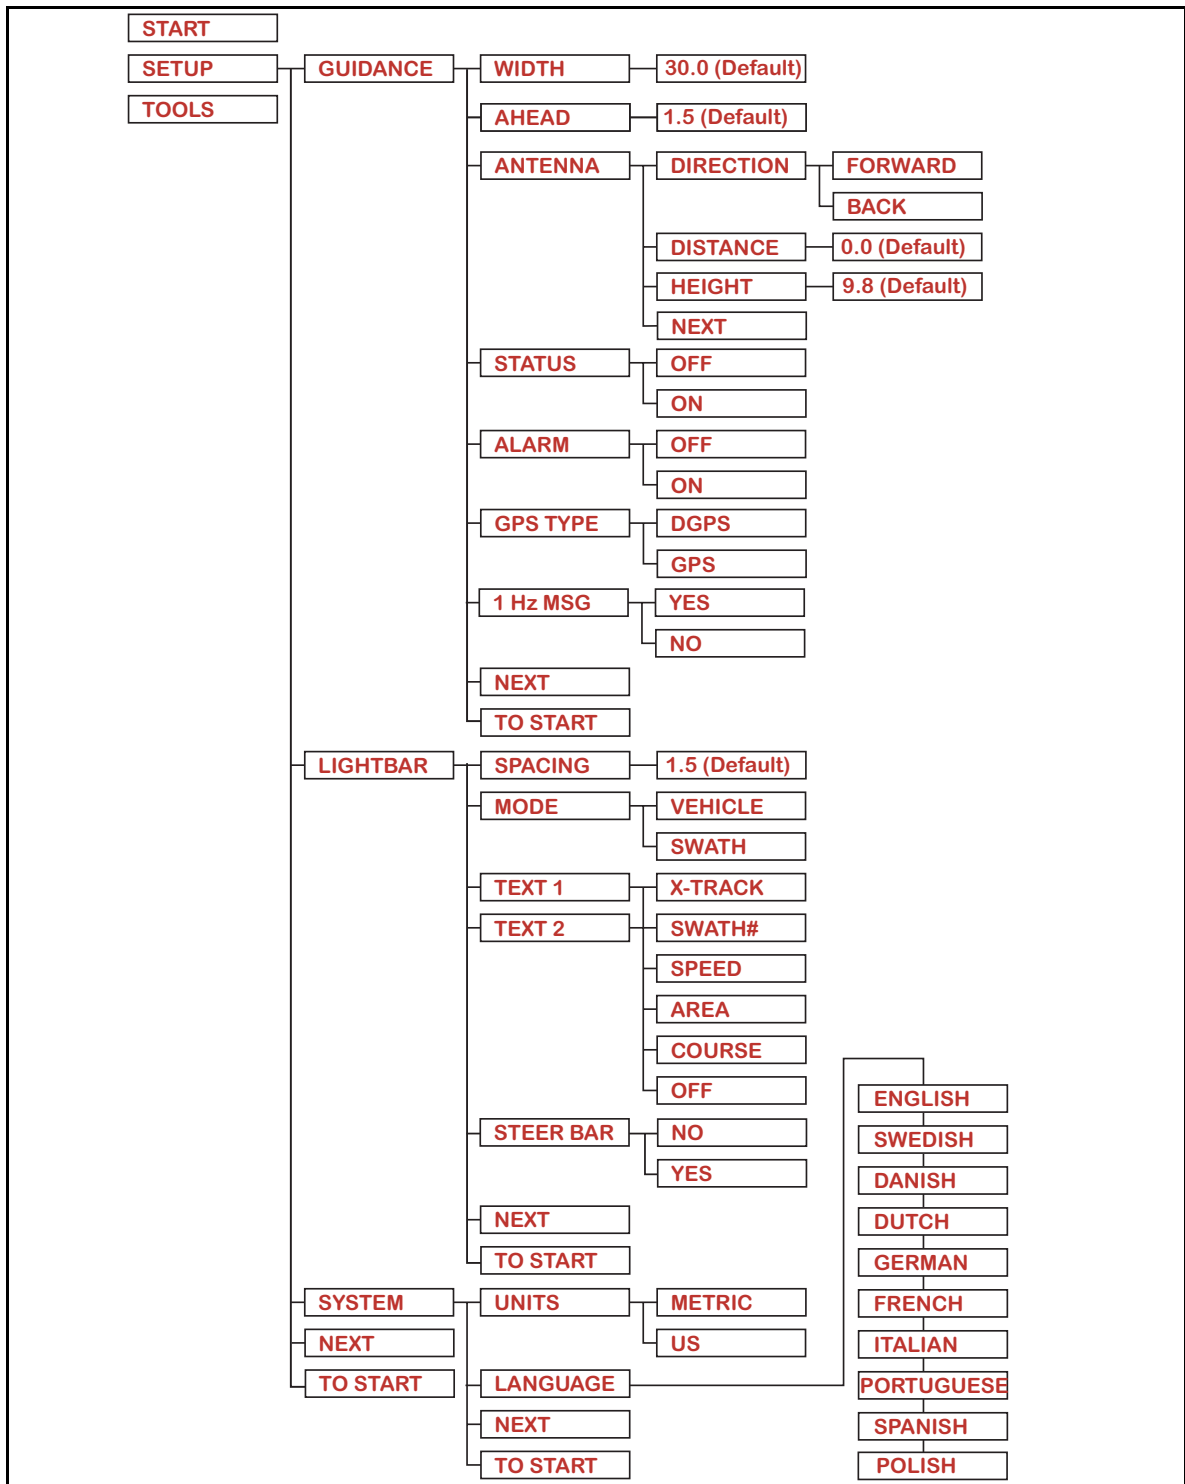 START
SETUP
GUIDANCE
WIDTH
30.0 (Default)
TOOLS
AHEAD
1.5 (Default)
ANTENNA
DIRECTION
FORWARD
BACK
DISTANCE
0.0 (Default)
HEIGHT
9.8 (Default)
NEXT
STATUS
OFF
ON
ALARM
OFF
ON
GPS TYPE
DGPS
GPS
1 Hz MSG
YES
NO
NEXT
TO START
LIGHTBAR
SPACING
1.5 (Default)
MODE
VEHICLE
SWATH
TEXT 1
X-TRACK
TEXT 2
SWATH#
SPEED
AREA
COURSE
OFF
STEER BAR
NO
YES
NEXT
TO START
SYSTEM
UNITS
METRIC
US
NEXT
TO START
LANGUAGE
ENGLISH
SWEDISH
DANISH
DUTCH
GERMAN
FRENCH
ITALIAN
PORTUGUESE
SPANISH
POLISH
NEXT
TO START